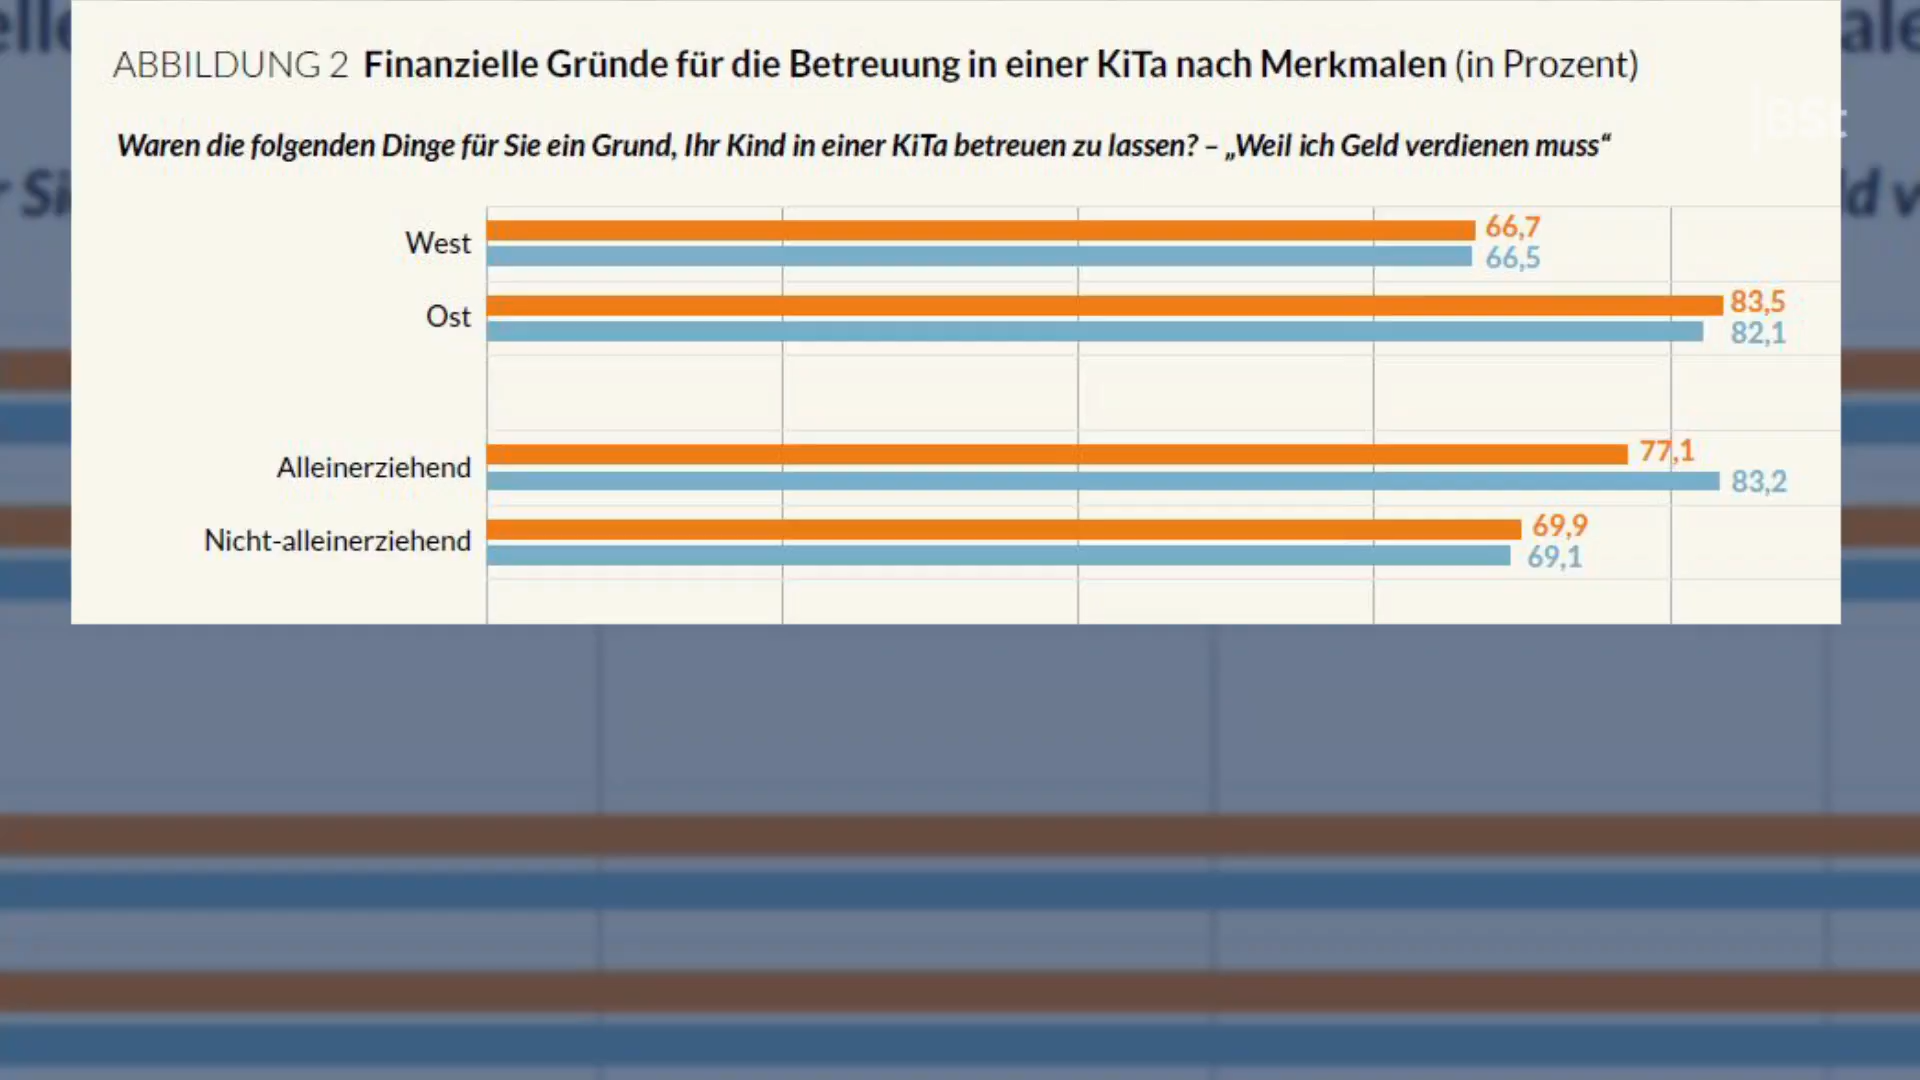 ABBILDUNG 2 Finanzielle Gründe für die Betreuung in einer KiTa nach Merkmalen (in Prozent)
Waren die folgenden Dinge für Sie ein Grund, Ihr Kind in einer KiTa betreuen zu lassen? – „Weil ich Geld verdienen muss“
West
66,7
66,5
Ost
83,5
82,1
Alleinerziehend
77,1
83,2
Nicht-alleinerziehend
69,9
69,1